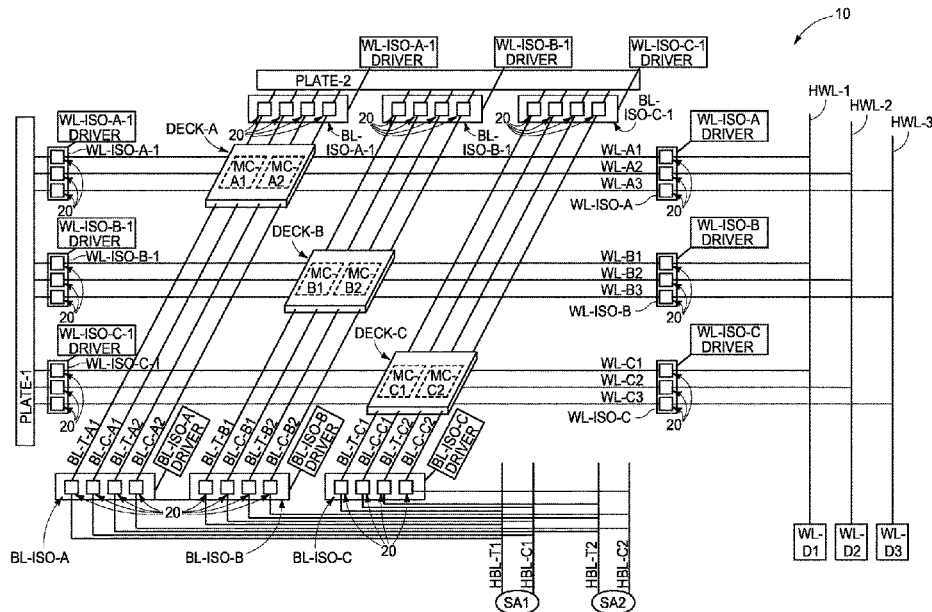 10
WL-ISO-A-1
DRIVER
WL-ISO-B-1
DRIVER
WL-ISO-C-1
DRIVER
PLATE-2
HWL-1
HWL-2
HWL-3
WL-ISO-A-1
DRIVER
WL-ISO-A-1
20
DECK-A
20
BL-
ISO-A-1
20
BL-
ISO-B-1
20
BL-
ISO-C-1
WL-ISO-A
DRIVER
MC-
A1
MC-
A2
WL-A1
WL-A2
WL-A3
WL-ISO-A
20
WL-ISO-B-1
DRIVER
WL-ISO-B-1
20
DECK-B
MC-
B1
MC-
B2
WL-ISO-B
DRIVER
WL-B1
WL-B2
WL-B3
WL-ISO-B
20
WL-ISO-C-1
DRIVER
WL-ISO-C-1
20
PLATE-1
DECK-C
MC-
C1
MC-
C2
WL-ISO-C
DRIVER
WL-C1
WL-C2
WL-C3
WL-ISO-C
20
BL-T-A1
BL-C-A1
BL-T-A2
BL-C-A2
BL-ISO-A
DRIVER
BL-T-B1
BL-C-B1
BL-T-B2
BL-C-B2
BL-ISO-B
DRIVER
BL-T-C1
BL-C-C1
BL-T-C2
BL-C-C2
BL-ISO-C
DRIVER
BL-ISO-A
20
BL-ISO-B
20
BL-ISO-C
20
HBL-T1
HBL-C1
HBL-T2
HBL-C2
SA1
SA2
WL-
D1
WL-
D2
WL-
D3